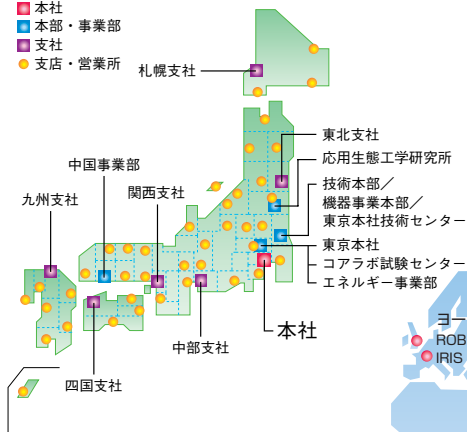 本社
本部・事業部
支社
支店・営業所
札幌支社
東北支社
応用生態工学研究所
技術本部／
機器事業本部／
東京本社技術センター
東京本社
コアラボ試験センター
エネルギー事業部
本社
中部支社
関西支社
中国事業部
九州支社
四国支社
ヨー
ROB
IRIS